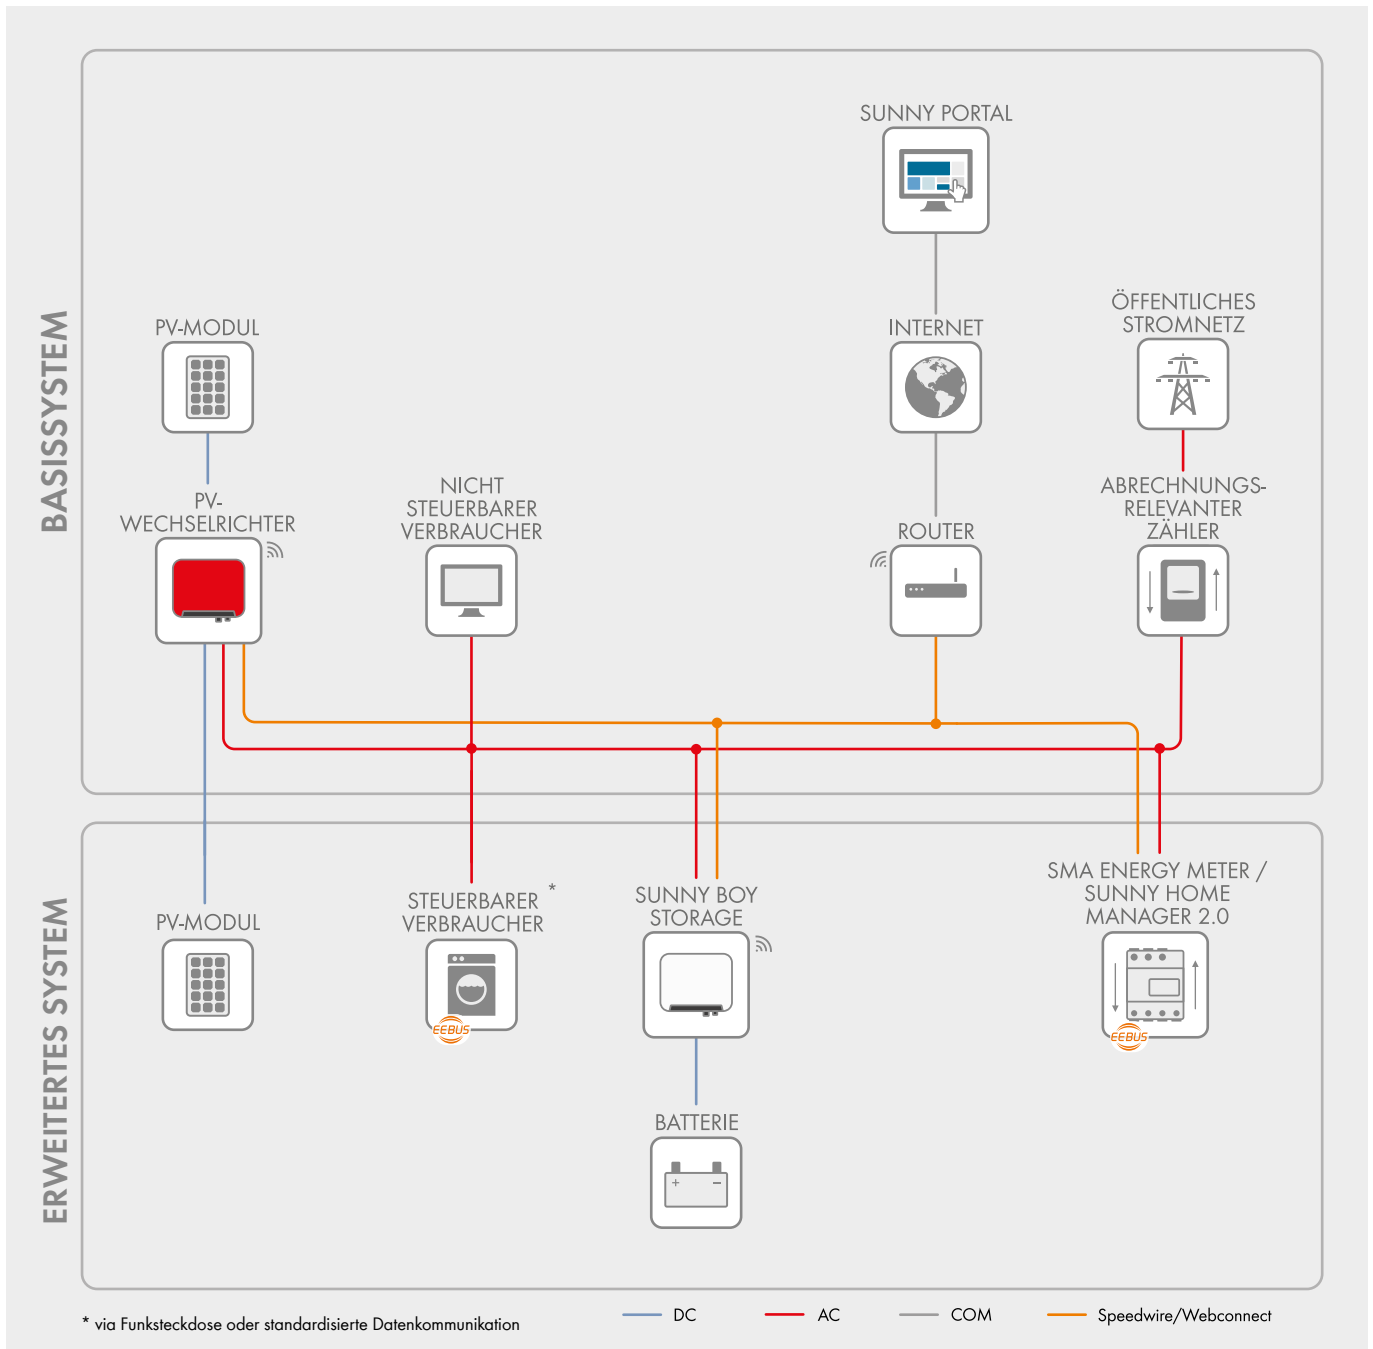 BASISSYSTEM
SUNNY PORTAL
PV-MODUL
INTERNET
ÖFFENTLICHES
STROMNETZ
PV-
WECHSELRICHTER
NICHT
STEUERBARER
VERBRAUCHER
ROUTER
ABRECHNUNGS-
RELEVANTER
ZÄHLER
ERWEITERTES SYSTEM
PV-MODUL
STEUERBARER *
VERBRAUCHER
EEBUS
SUNNY BOY
STORAGE
SMA ENERGY METER /
SUNNY HOME
MANAGER 2.0
EEBUS
BATTERIE
+ −
* via Funksteckdose oder standardisierte Datenkommunikation
DC
AC
COM
Speedwire/Webconnect